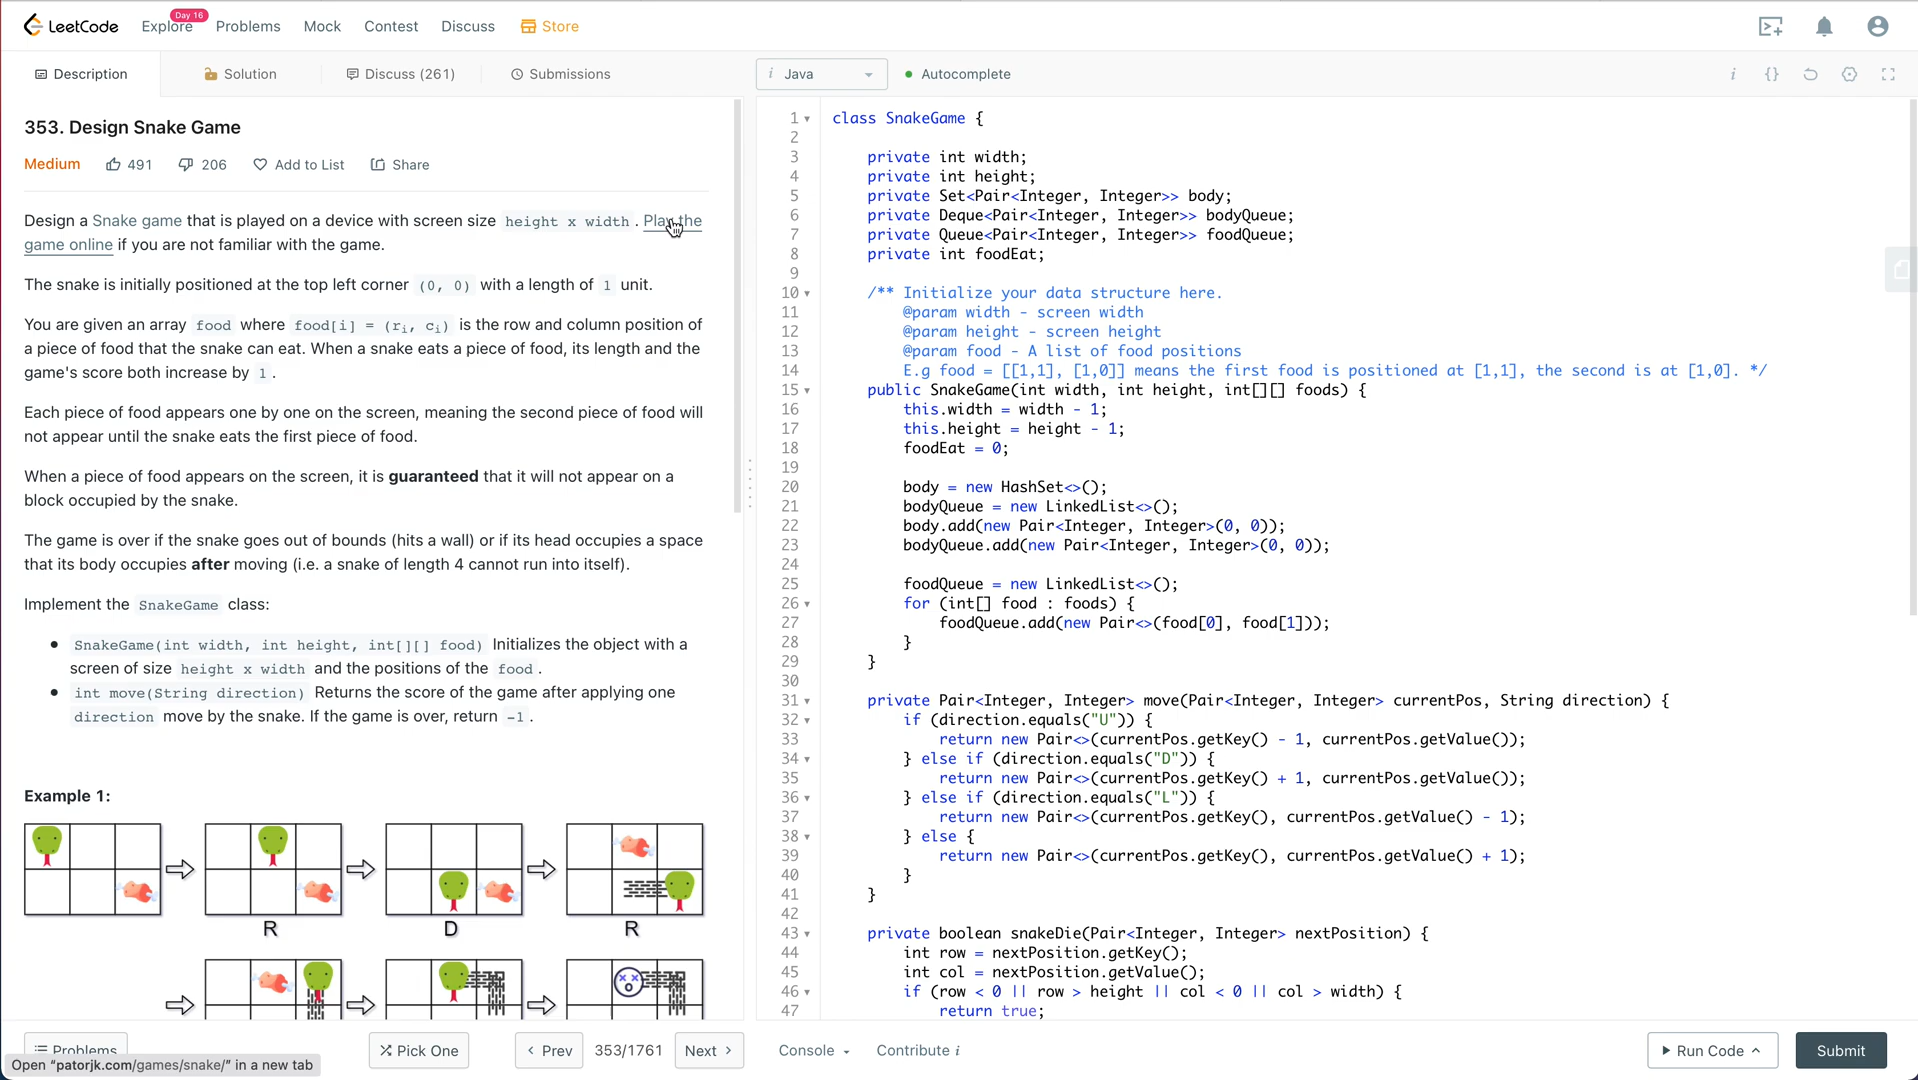 LeetCode
Explore
Day 16
Problems
Mock
Contest
Discuss
Store
Description
Solution
Discuss (261)
Submissions
i Java
Autocomplete
i
{}
353. Design Snake Game
Medium
491
206
Add to List
Share
Design a Snake game that is played on a device with screen size height x width . Play the
game online if you are not familiar with the game.
The snake is initially positioned at the top left corner (0, 0) with a length of 1 unit.
You are given an array food where food[i] = (ri, ci) is the row and column position of
a piece of food that the snake can eat. When a snake eats a piece of food, its length and the
game's score both increase by 1 .
Each piece of food appears one by one on the screen, meaning the second piece of food will
not appear until the snake eats the first piece of food.
When a piece of food appears on the screen, it is guaranteed that it will not appear on a
block occupied by the snake.
The game is over if the snake goes out of bounds (hits a wall) or if its head occupies a space
that its body occupies after moving (i.e. a snake of length 4 cannot run into itself).
Implement the SnakeGame class:
SnakeGame(int width, int height, int[][] food) Initializes the object with a
screen of size height x width and the positions of the food .
int move(String direction) Returns the score of the game after applying one
direction move by the snake. If the game is over, return -1 .
Example 1:
R
D
R
1 class SnakeGame {
2
3 private int width;
4 private int height;
5 private Set<Pair<Integer, Integer>> body;
6 private Deque<Pair<Integer, Integer>> bodyQueue;
7 private Queue<Pair<Integer, Integer>> foodQueue;
8 private int foodEat;
9
10 /** Initialize your data structure here.
11 @param width - screen width
12 @param height - screen height
13 @param food - A list of food positions
14 E.g food = [[1,1], [1,0]] means the first food is positioned at [1,1], the second is at [1,0]. */
15 public SnakeGame(int width, int height, int[][] foods) {
16 this.width = width - 1;
17 this.height = height - 1;
18 foodEat = 0;
19
20 body = new HashSet<>();
21 bodyQueue = new LinkedList<>();
22 body.add(new Pair<Integer, Integer>(0, 0));
23 bodyQueue.add(new Pair<Integer, Integer>(0, 0));
24
25 foodQueue = new LinkedList<>();
26 for (int[] food : foods) {
27 foodQueue.add(new Pair<>(food[0], food[1]));
28 }
29 }
30
31 private Pair<Integer, Integer> move(Pair<Integer, Integer> currentPos, String direction) {
32 if (direction.equals("U")) {
33 return new Pair<>(currentPos.getKey() - 1, currentPos.getValue());
34 } else if (direction.equals("D")) {
35 return new Pair<>(currentPos.getKey() + 1, currentPos.getValue());
36 } else if (direction.equals("L")) {
37 return new Pair<>(currentPos.getKey(), currentPos.getValue() - 1);
38 } else {
39 return new Pair<>(currentPos.getKey(), currentPos.getValue() + 1);
40 }
41 }
42
43 private boolean snakeDie(Pair<Integer, Integer> nextPosition) {
44 int row = nextPosition.getKey();
45 int col = nextPosition.getValue();
46 if (row < 0 || row > height || col < 0 || col > width) {
47 return true;
Problems
Pick One
Prev
353/1761
Next
Console
Contribute i
Run Code
Submit
Open "patorjk.com/games/snake/" in a new tab